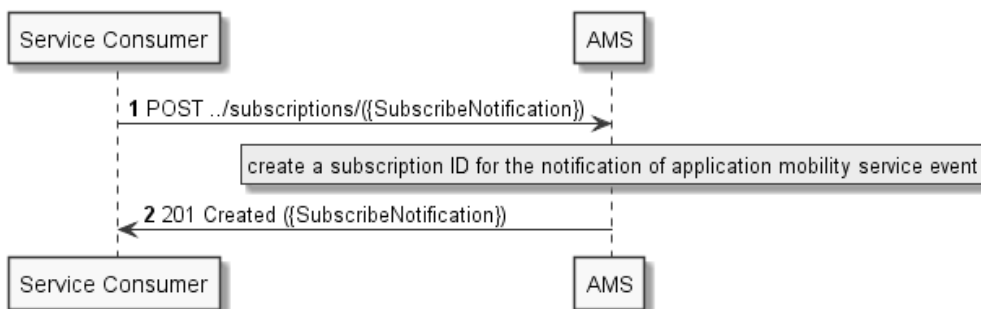 Service Consumer
AMS
1 POST ../subscriptions/({SubscribeNotification})
create a subscription ID for the notification of application mobility service event
2 201 Created ({SubscribeNotification})
Service Consumer
AMS